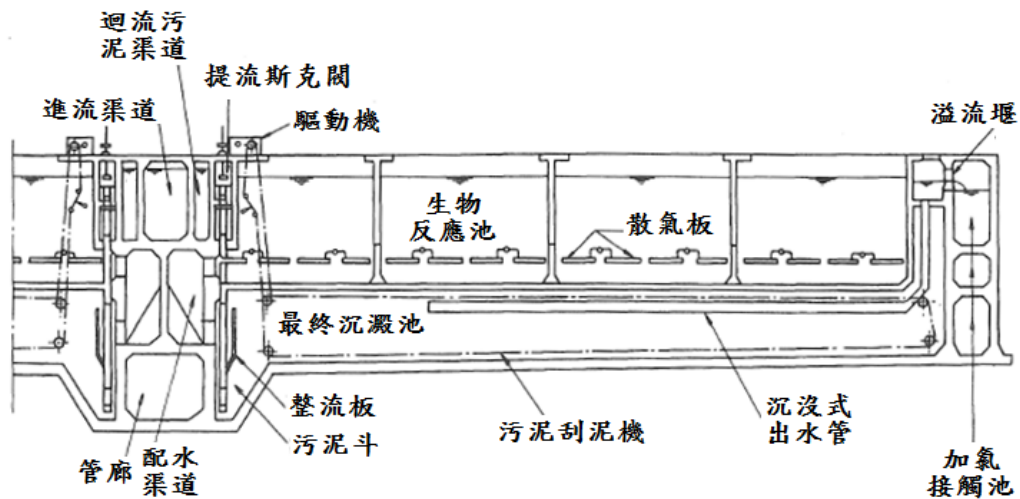 迴流污
泥渠道
提流斯克閥
進流渠道
驅動機
溢流堰
生物
反應池
散氣板
最終沉澱池
整流板
污泥斗
污泥刮泥機
沉沒式
出水管
管廊
配水
渠道
加氯
接觸池